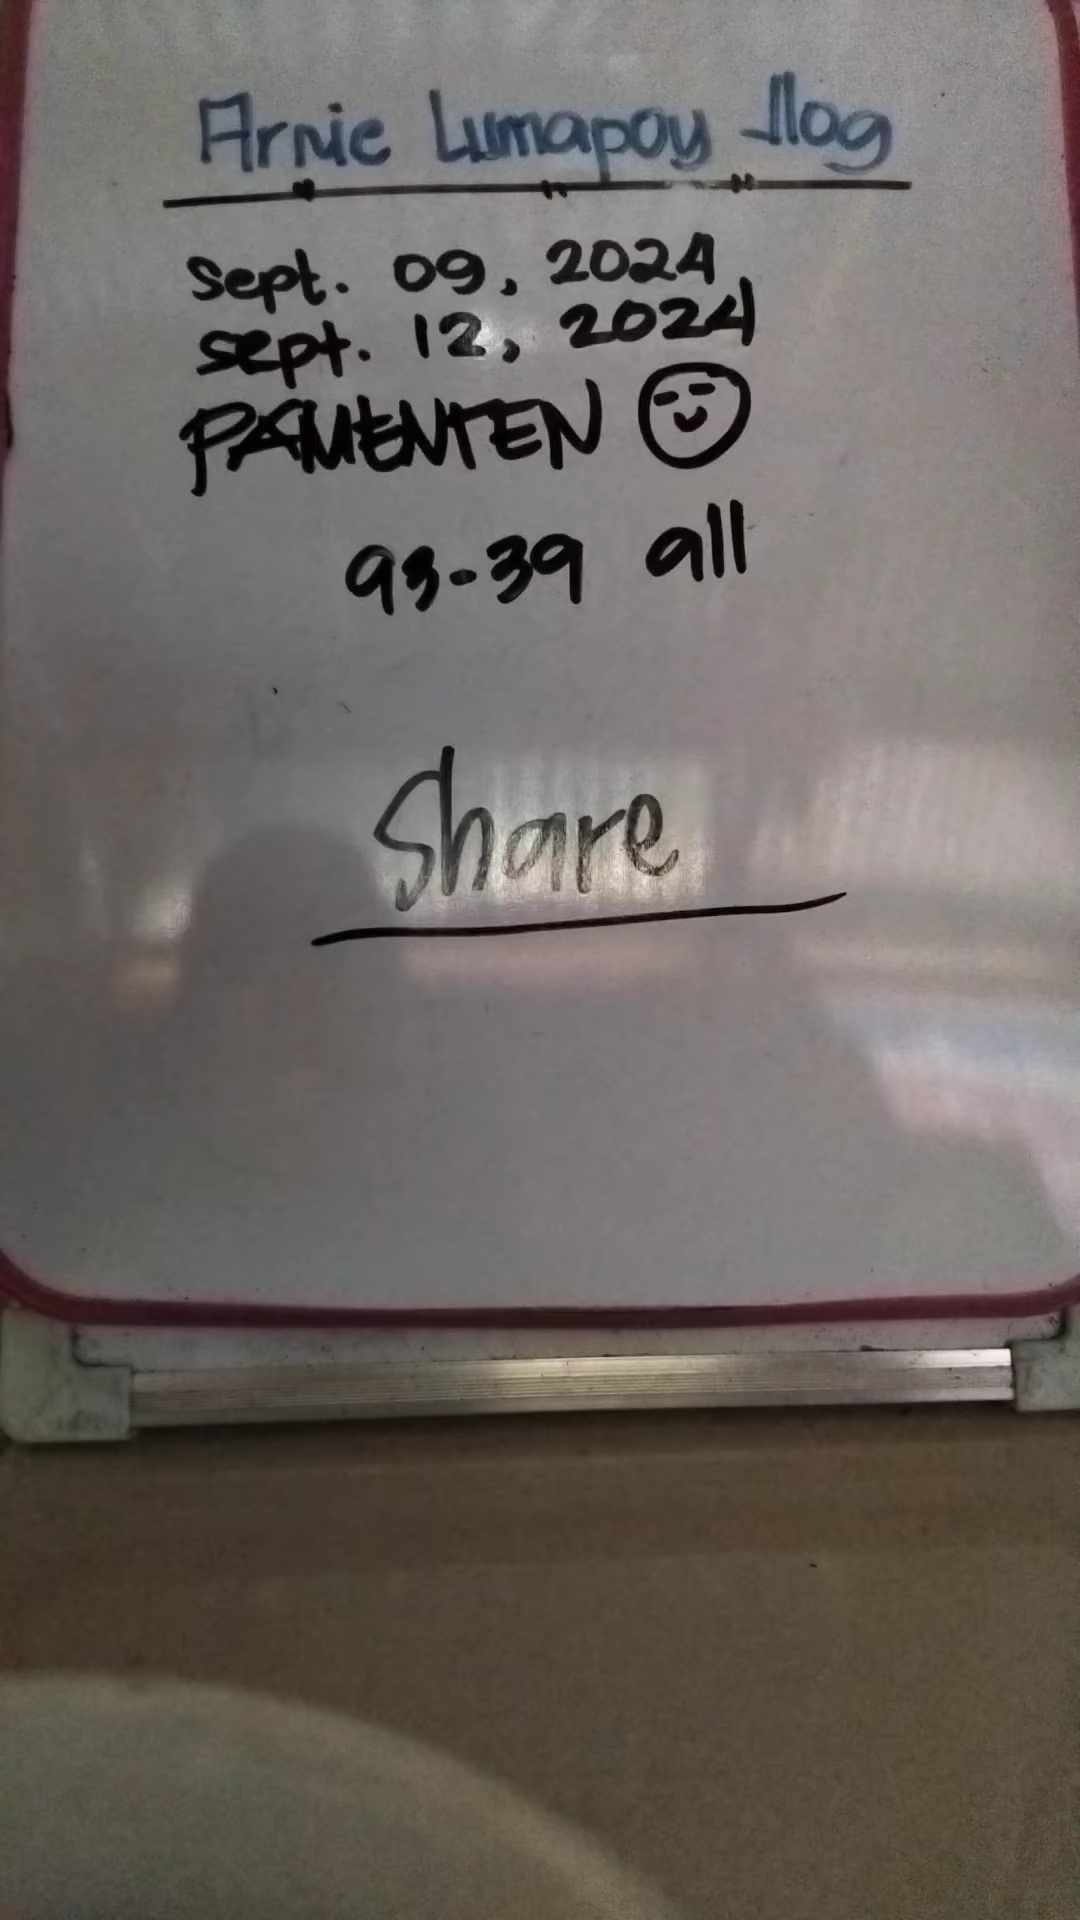 Arnie Lumapoy Vlog
Sept. 09, 2024
Sept. 12, 2024
PAMENTEN
93-39 all
Share